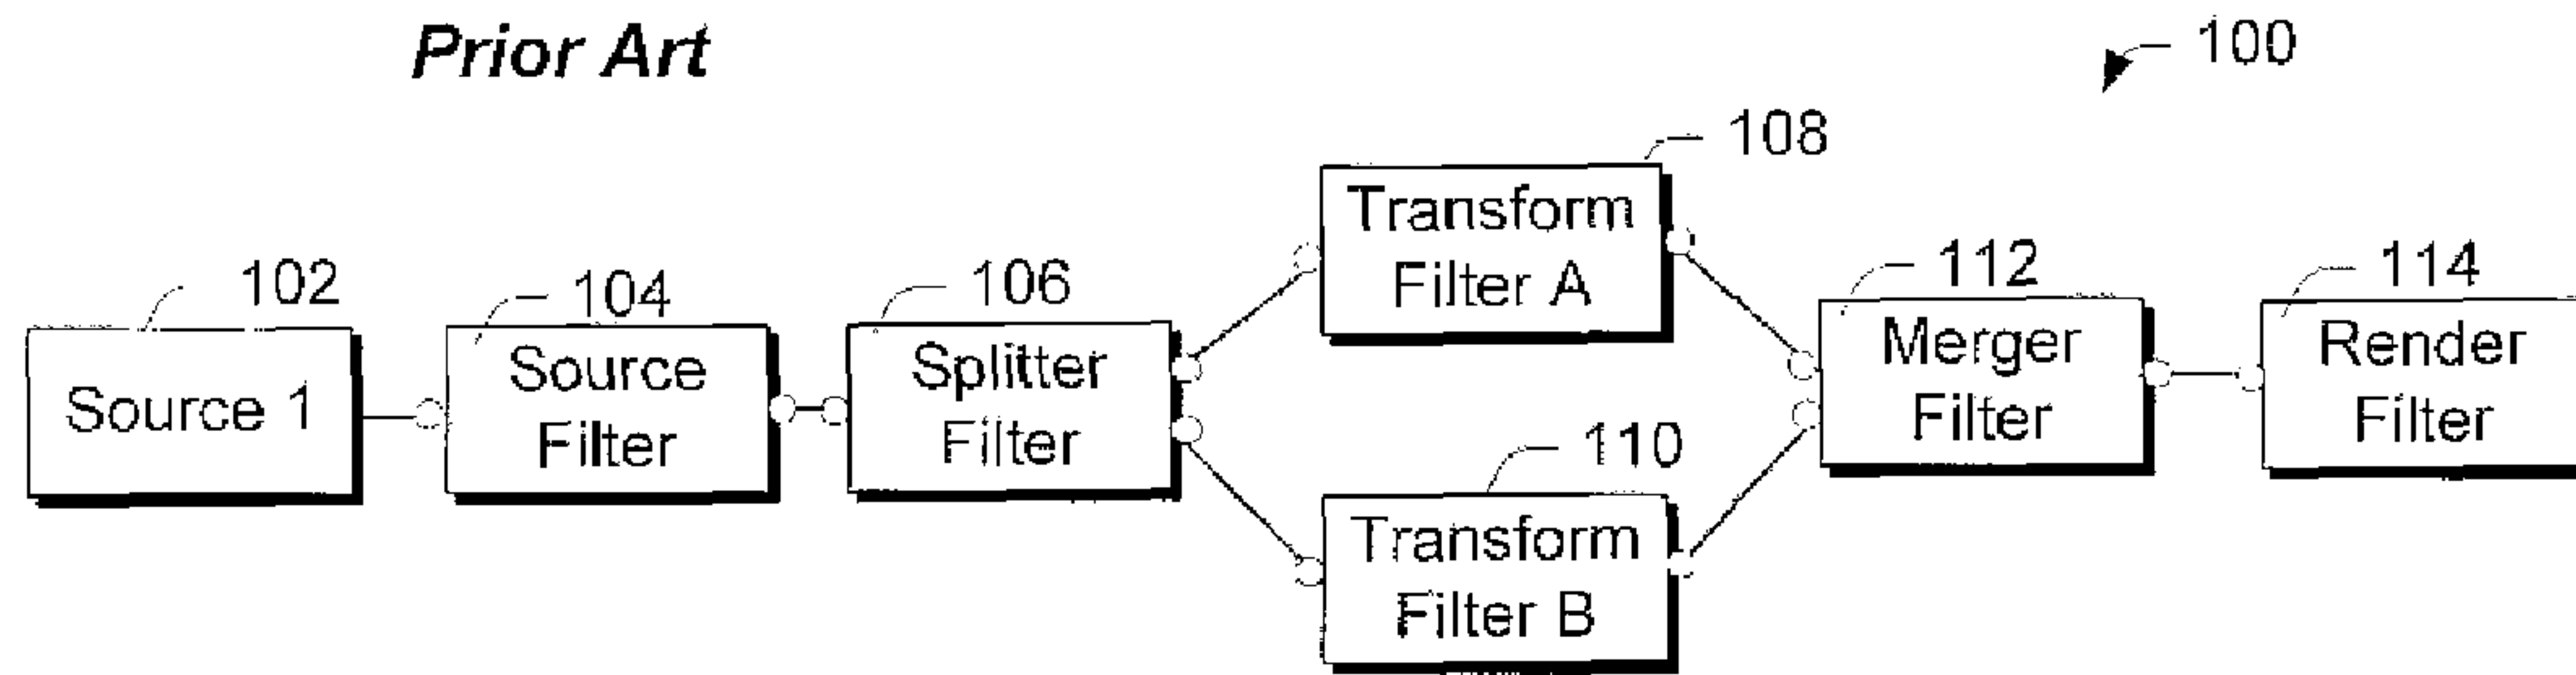 Prior Art
100
108
Transform
Filter A
102
Source 1
104
Source
Filter
106
Splitter
Filter
110
Transform
Filter B
112
Merger
Filter
114
Render
Filter